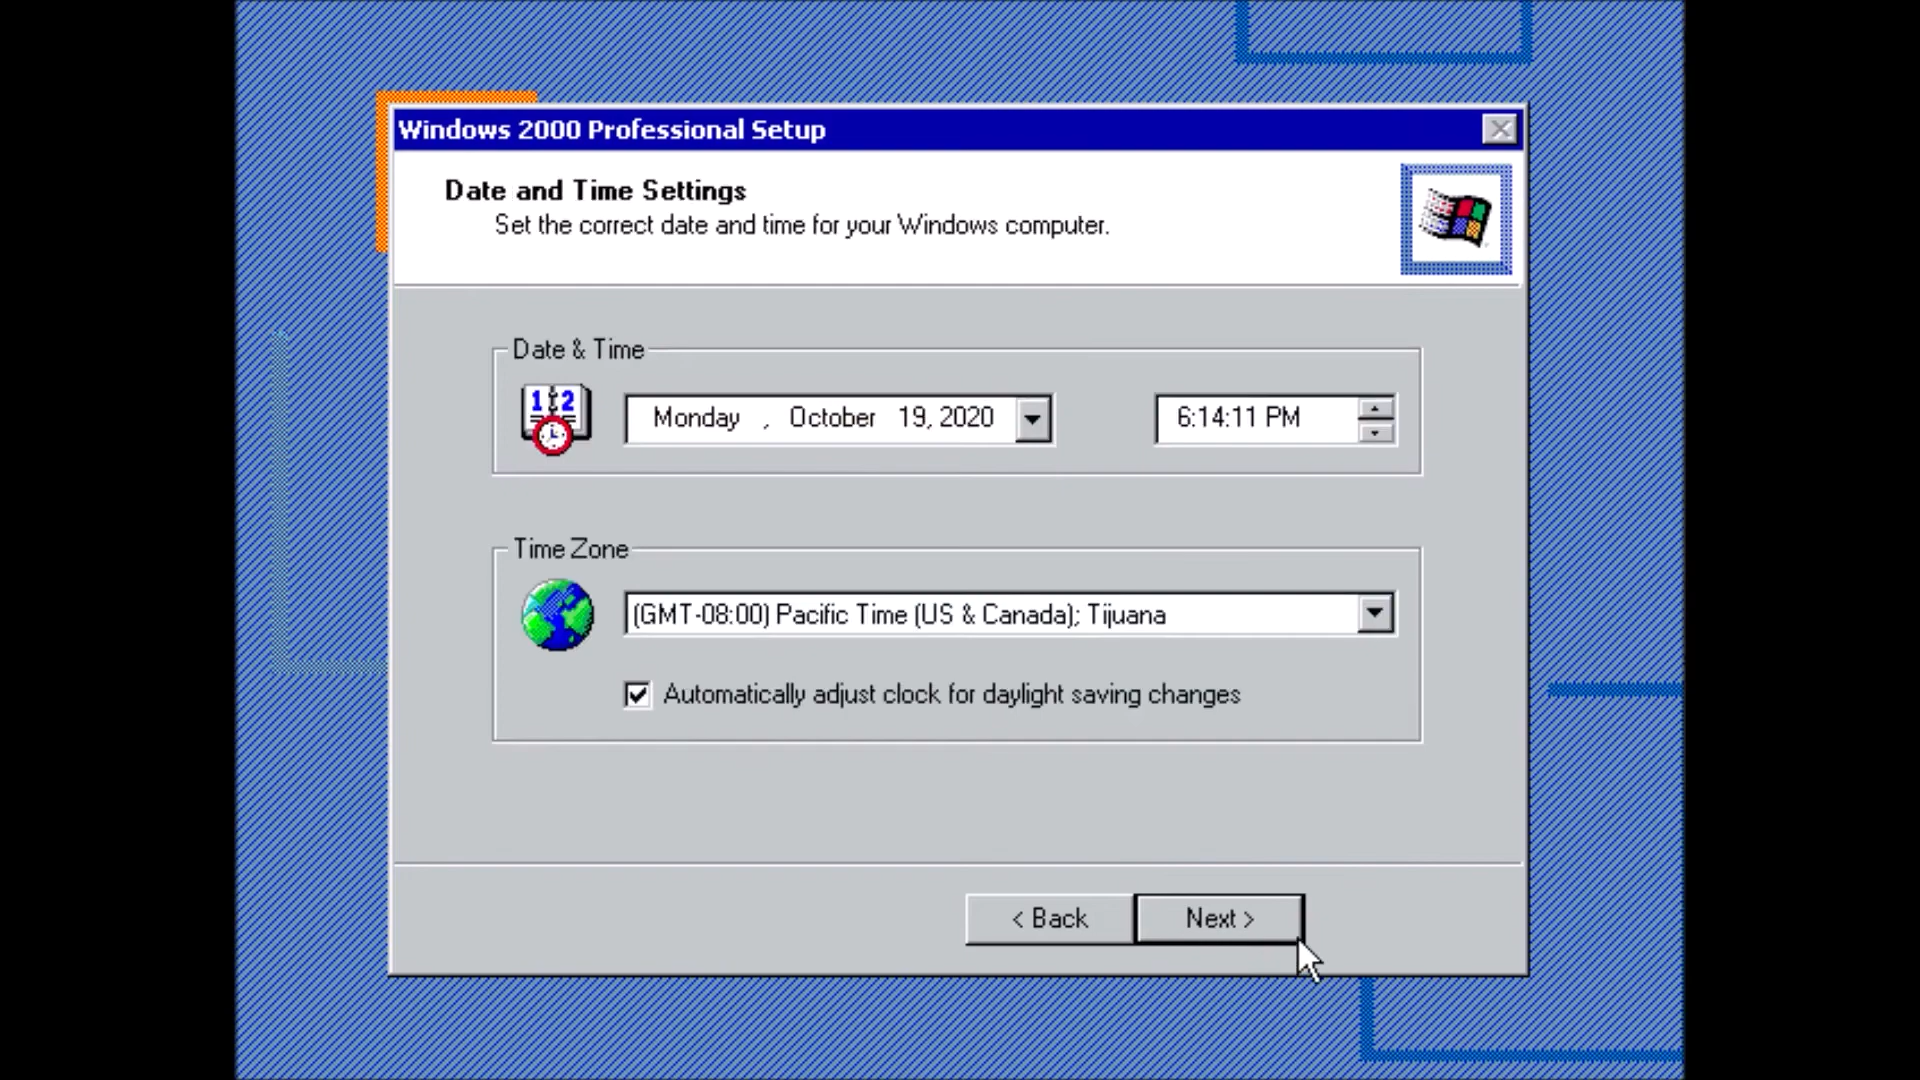 Windows 2000 Professional Setup
Date and Time Settings
Set the correct date and time for your Windows computer.
Date & Time
1 2
Monday , October 19, 2020
6:14:11 PM
Time Zone
(GMT-08:00) Pacific Time (US & Canada); Tijuana
Automatically adjust clock for daylight saving changes
< Back
Next >